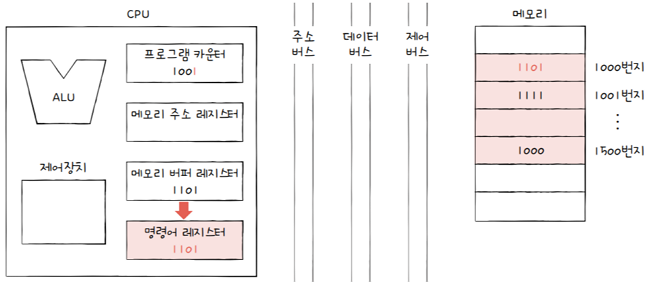 CPU
ALU
제어장치
프로그램 카운터
1001
메모리 주소 레지스터
메모리 버퍼 레지스터
1101
명령어 레지스터
1101
주소
버스
데이터
버스
제어
버스
메모리
1101 1000번지
1111 1001번지
⋮
1000 1500번지